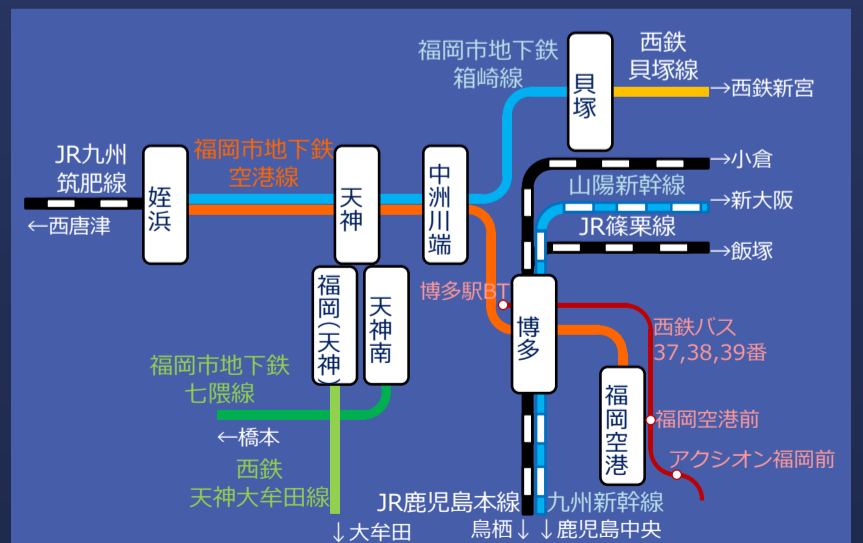 福岡市地下鉄
箱崎線
貝塚
西鉄
貝塚線
→西鉄新宮
JR九州
筑肥線
←西唐津
姪浜
福岡市地下鉄
空港線
天神
中洲川端
→小倉
山陽新幹線
→新大阪
JR篠栗線
→飯塚
福岡(天神)
天神南
博多駅BT
博多
西鉄バス
37,38,39番
福岡市地下鉄
七隈線
←橋本
福岡空港
福岡空港前
アクシオン福岡前
西鉄
天神大牟田線
↓大牟田
JR鹿児島本線
鳥栖↓
九州新幹線
↓鹿児島中央